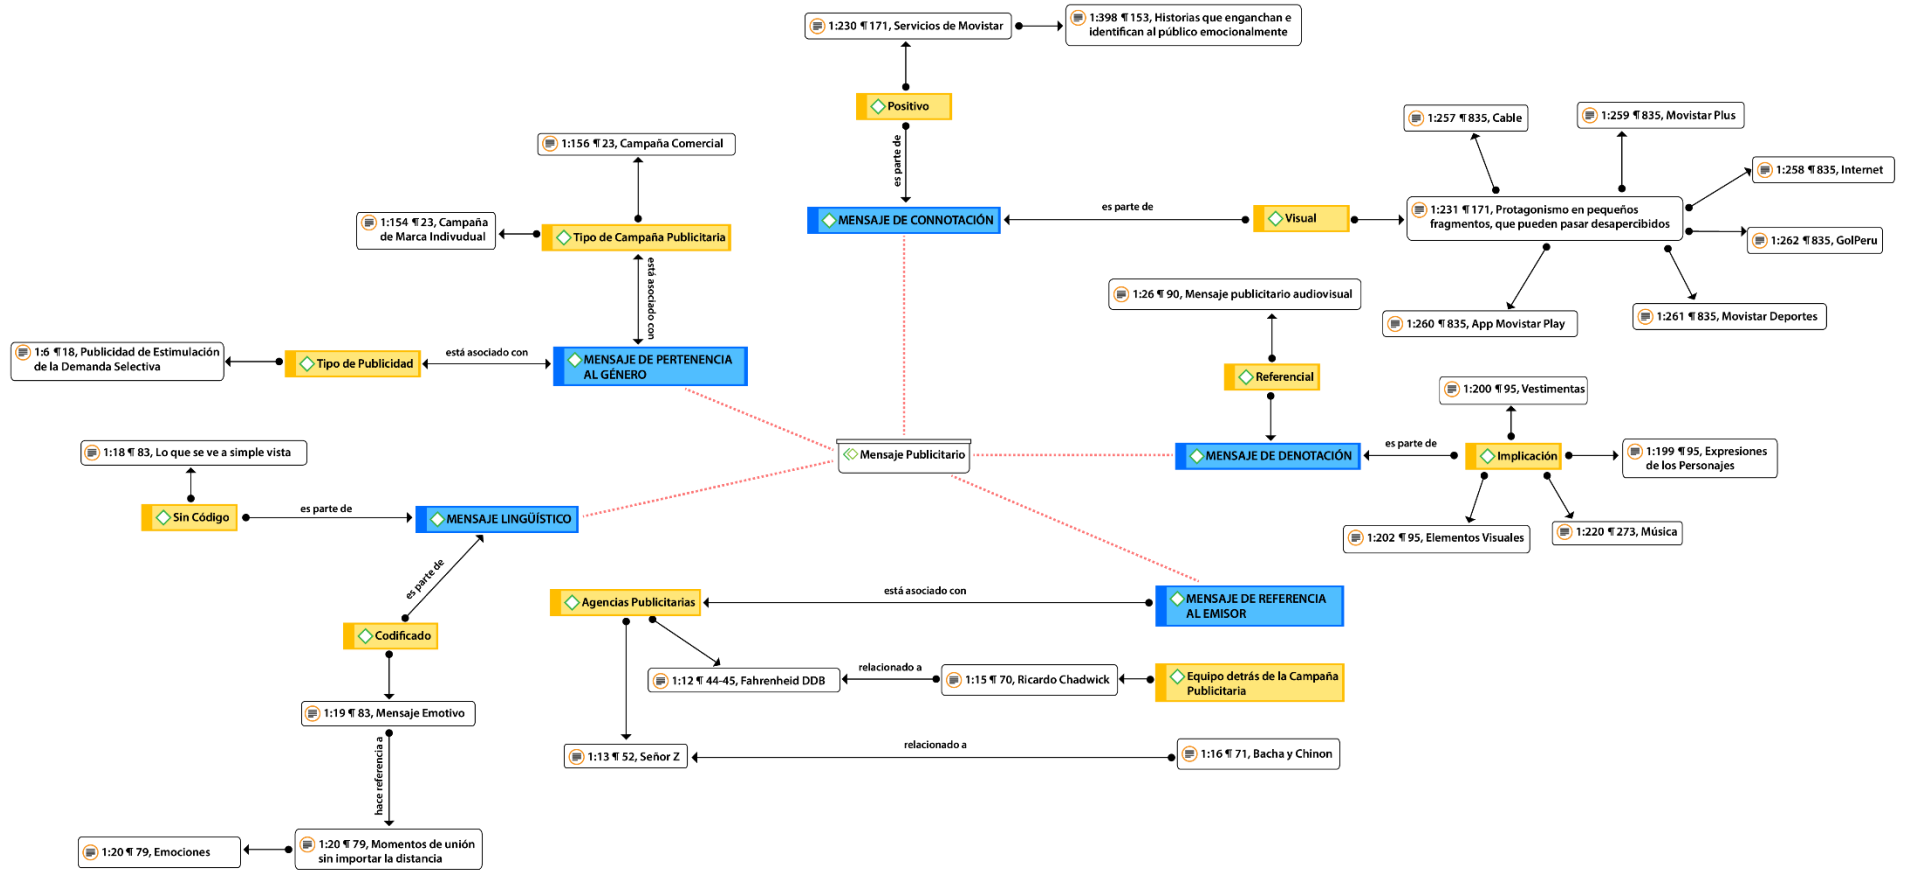 1:230 ¶ 171, Servicios de Movistar
1:398 ¶ 153, Historias que enganchan e
identifican al público emocionalmente
Positivo
es parte de
1:257 ¶ 835, Cable
1:259 ¶ 835, Movistar Plus
1:156 ¶ 23, Campaña Comercial
1:258 ¶ 835, Internet
1:154 ¶ 23, Campaña
de Marca Indivudual
Tipo de Campaña Publicitaria
MENSAJE DE CONNOTACIÓN
es parte de
Visual
1:231 ¶ 171, Protagonismo en pequeños
fragmentos, que pueden pasar desapercibidos
1:262 ¶ 835, GolPeru
está asociado con
1:26 ¶ 90, Mensaje publicitario audiovisual
1:260 ¶ 835, App Movistar Play
1:261 ¶ 835, Movistar Deportes
1:6 ¶ 18, Publicidad de Estimulación
de la Demanda Selectiva
Tipo de Publicidad
está asociado con
MENSAJE DE PERTENENCIA
AL GÉNERO
Referencial
1:200 ¶ 95, Vestimentas
1:18 ¶ 83, Lo que se ve a simple vista
Mensaje Publicitario
MENSAJE DE DENOTACIÓN
es parte de
Implicación
1:199 ¶ 95, Expresiones
de los Personajes
Sin Código
es parte de
MENSAJE LINGÜÍSTICO
1:202 ¶ 95, Elementos Visuales
1:220 ¶ 273, Música
es parte de
Agencias Publicitarias
está asociado con
MENSAJE DE REFERENCIA
AL EMISOR
Codificado
1:12 ¶ 44-45, Fahrenheid DDB
relacionado a
1:15 ¶ 70, Ricardo Chadwick
Equipo detrás de la Campaña
Publicitaria
1:19 ¶ 83, Mensaje Emotivo
1:13 ¶ 52, Señor Z
relacionado a
1:16 ¶ 71, Bacha y Chinon
hace referencia a
1:20 ¶ 79, Emociones
1:20 ¶ 79, Momentos de unión
sin importar la distancia